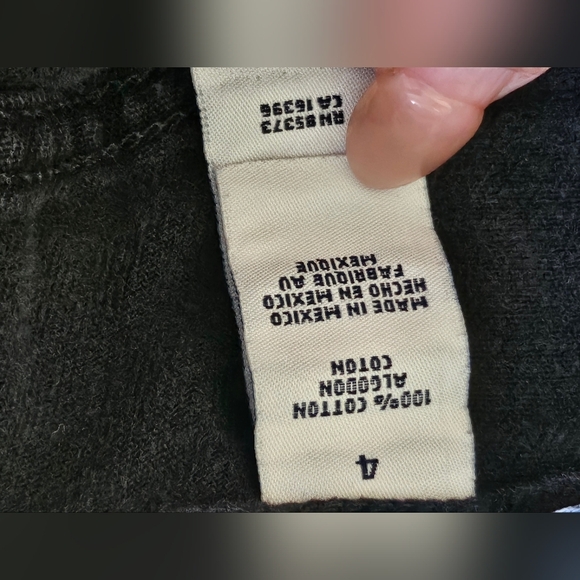 4
100% COTTON
ALGODON
COTON
MADE IN MEXICO
HECHO EN MEXICO
FABRIQUE AU
MEXIQUE
RN 85373
CA 16396